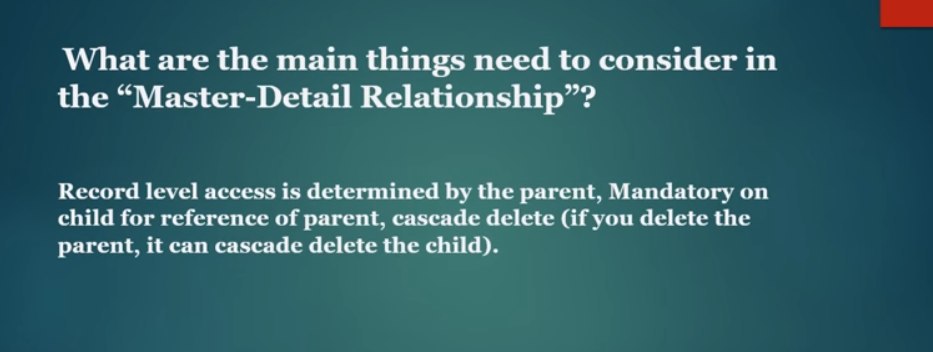 What are the main things need to consider in
the “Master-Detail Relationship”?
Record level access is determined by the parent, Mandatory on
child for reference of parent, cascade delete (if you delete the
parent, it can cascade delete the child).